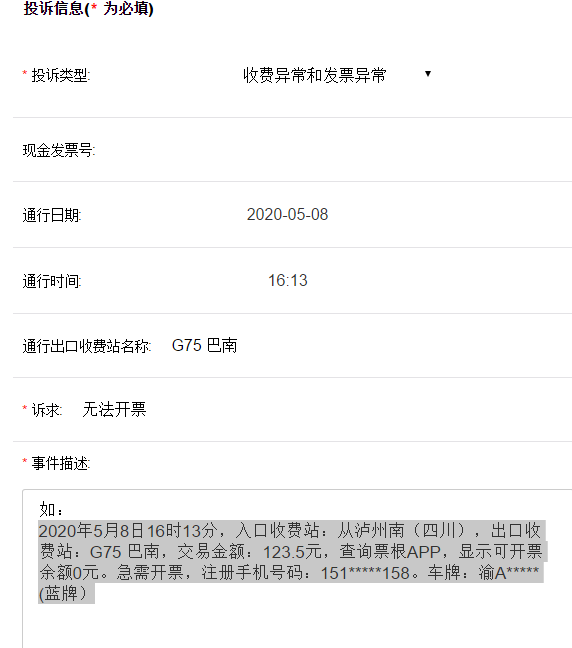 投诉信息(* 为必填)
* 投诉类型: 收费异常和发票异常
现金发票号:
通行日期: 2020-05-08
通行时间: 16:13
通行出口收费站名称: G75 巴南
* 诉求: 无法开票
* 事件描述:
如：
2020年5月8日16时13分，入口收费站：从泸州南（四川），出口收
费站：G75 巴南，交易金额：123.5元，查询票根APP，显示可开票
余额0元。急需开票，注册手机号码：151*****158。车牌：渝A*****
(蓝牌）